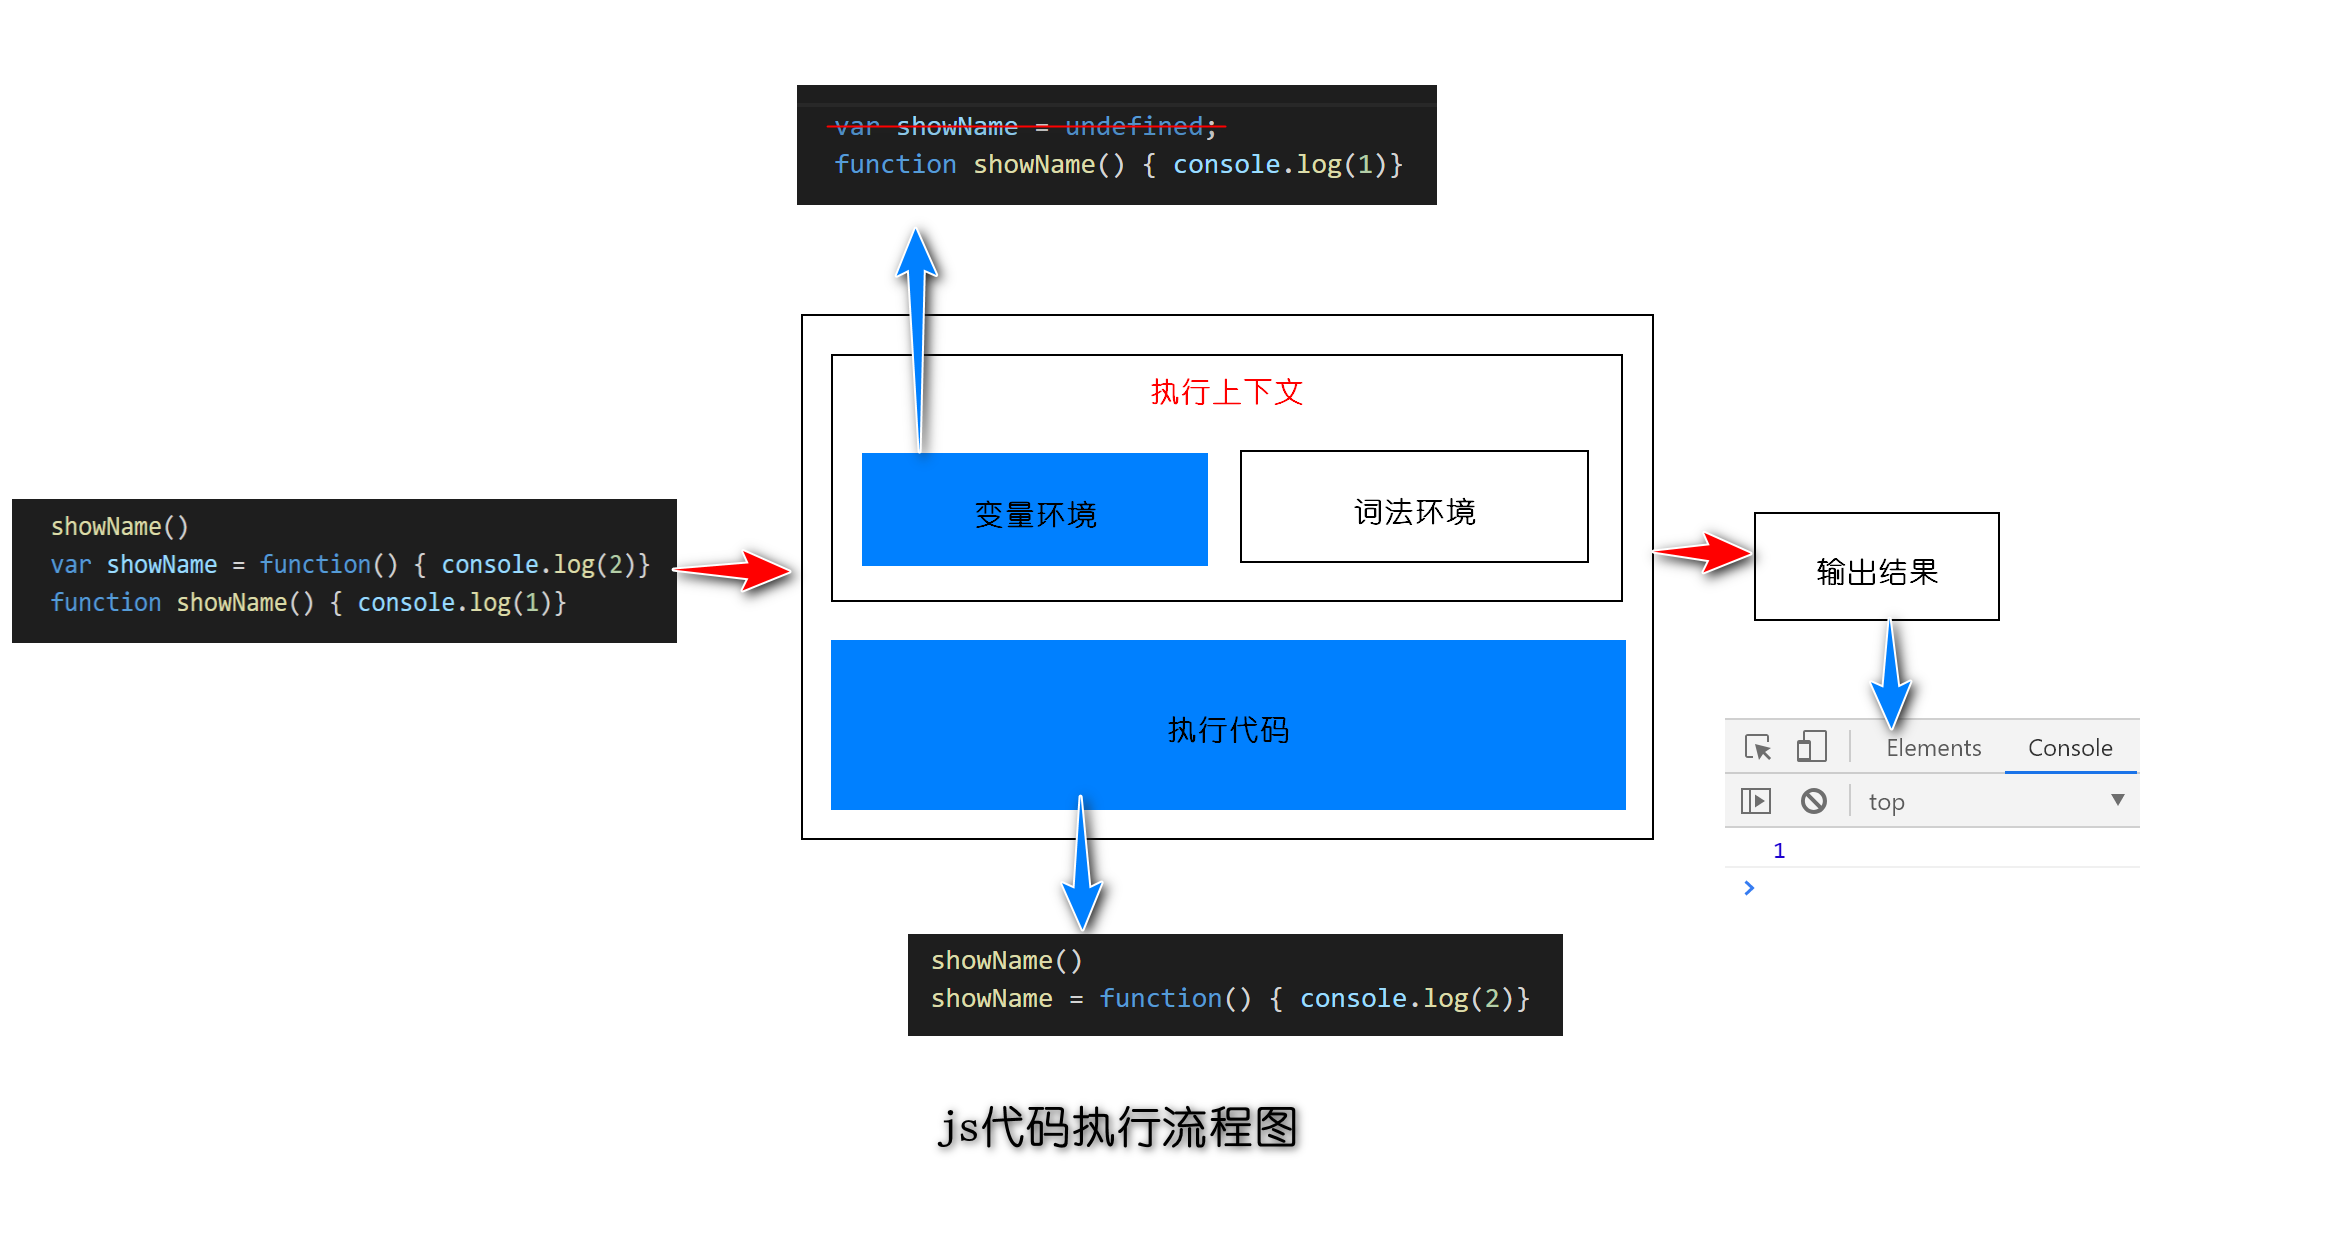 var showName = undefined;
function showName() { console.log(1)}
执行上下文
变量环境
词法环境
showName()
var showName = function() { console.log(2)}
function showName() { console.log(1)}
输出结果
执行代码
Elements Console
top
1
showName()
showName = function() { console.log(2)}
js代码执行流程图